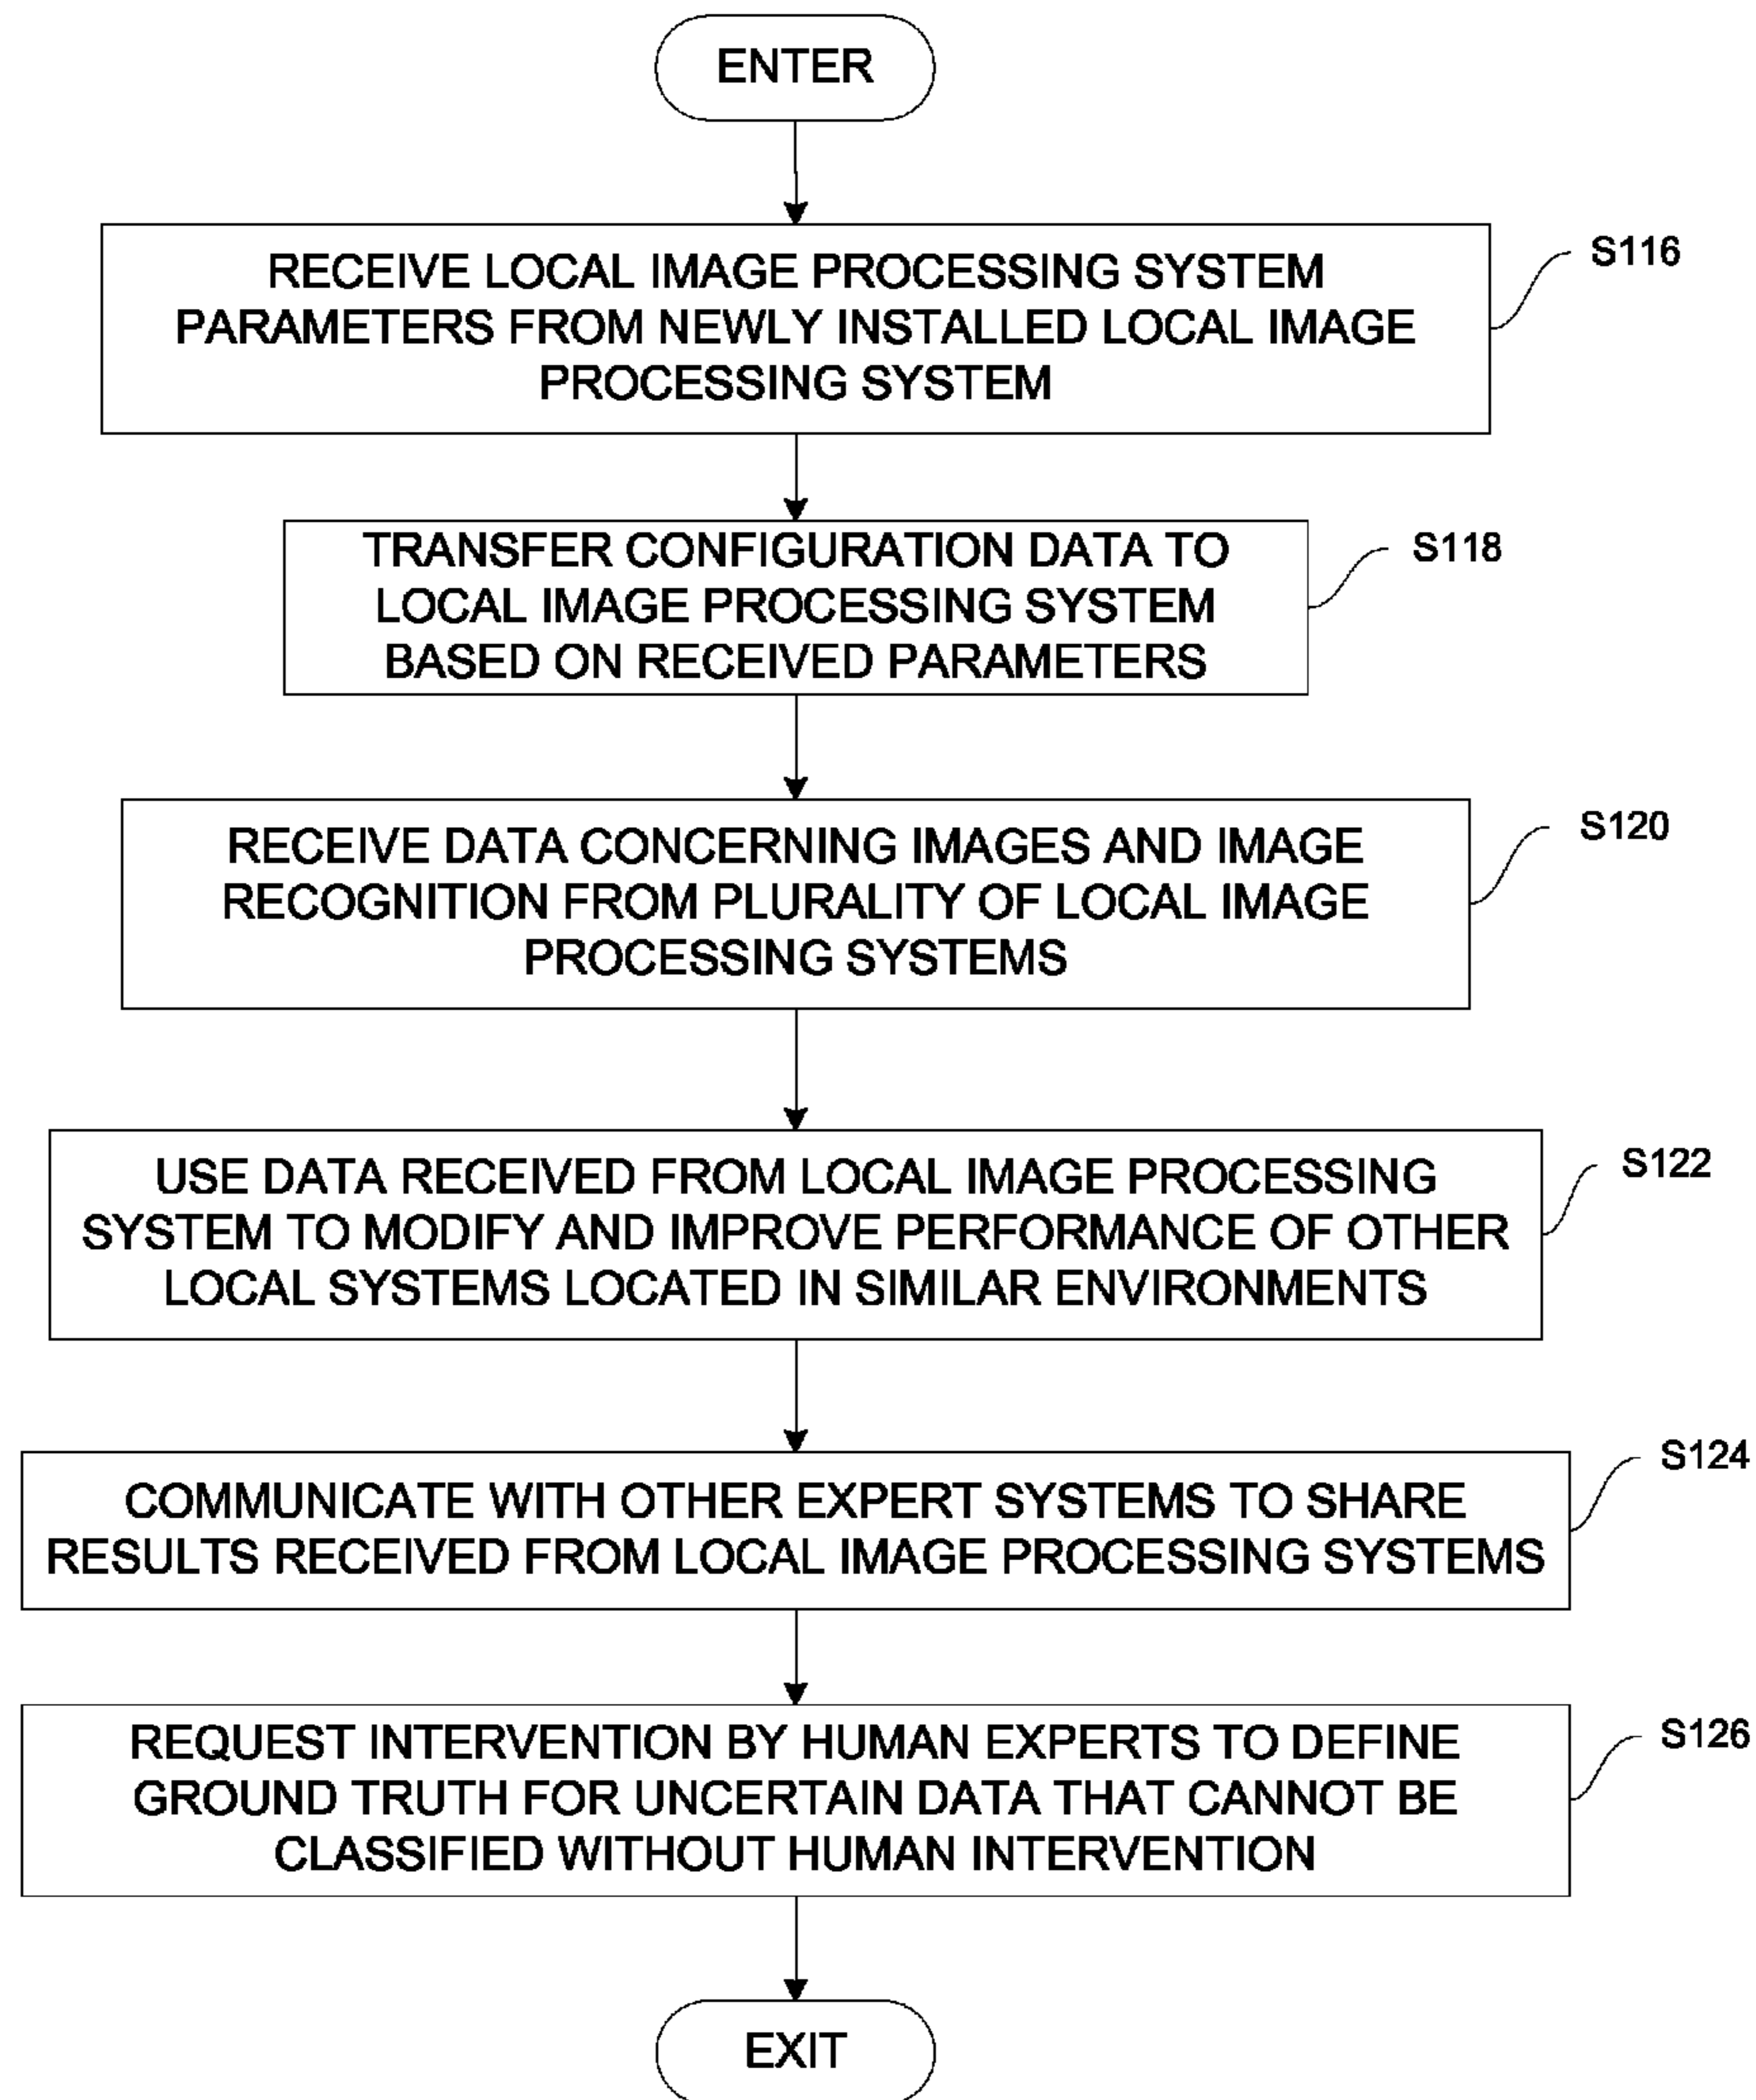 ENTER
RECEIVE LOCAL IMAGE PROCESSING SYSTEM
PARAMETERS FROM NEWLY INSTALLED LOCAL IMAGE
PROCESSING SYSTEM
S116
TRANSFER CONFIGURATION DATA TO
LOCAL IMAGE PROCESSING SYSTEM
BASED ON RECEIVED PARAMETERS
S118
RECEIVE DATA CONCERNING IMAGES AND IMAGE
RECOGNITION FROM PLURALITY OF LOCAL IMAGE
PROCESSING SYSTEMS
S120
USE DATA RECEIVED FROM LOCAL IMAGE PROCESSING
SYSTEM TO MODIFY AND IMPROVE PERFORMANCE OF OTHER
LOCAL SYSTEMS LOCATED IN SIMILAR ENVIRONMENTS
S122
COMMUNICATE WITH OTHER EXPERT SYSTEMS TO SHARE
RESULTS RECEIVED FROM LOCAL IMAGE PROCESSING SYSTEMS
S124
REQUEST INTERVENTION BY HUMAN EXPERTS TO DEFINE
GROUND TRUTH FOR UNCERTAIN DATA THAT CANNOT BE
CLASSIFIED WITHOUT HUMAN INTERVENTION
S126
EXIT